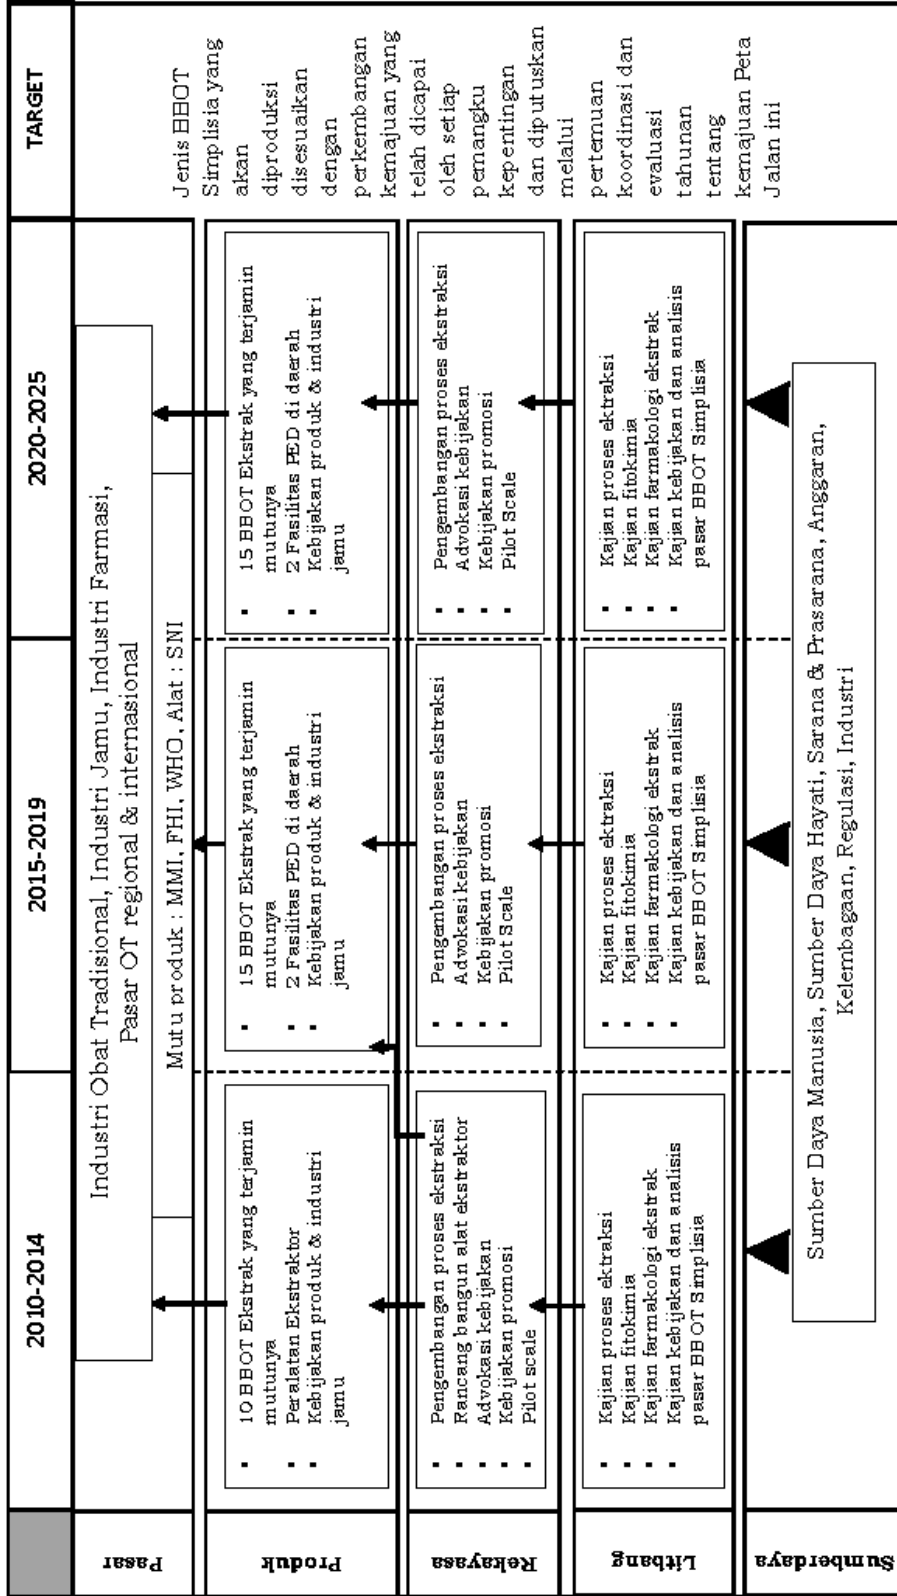 2010-2014
2015-2019
2020-2025
TARGET
Pasar
Industri Obat Tradisional, Industri Jamu, Industri Farmasi,
Pasar OT regional & internasional
Mutu produk : MMI, FHI, WHO, Alat : SNI
Produk
▪ 10 BBOT Ekstrak yang terjamin
mutunya
▪ Peralatan Ekstraktor
▪ Kebijakan produk & industri
jamu
▪ 15 BBOT Ekstrak yang terjamin
mutunya
▪ 2 Fasilitas PED di daerah
▪ Kebijakan produk & industri
jamu
▪ 15 BBOT Ekstrak yang terjamin
mutunya
▪ 2 Fasilitas PED di daerah
▪ Kebijakan produk & industri
jamu
Rekayasa
▪ Pengembangan proses ekstraksi
▪ Rancang bangun alat ekstraktor
▪ Advokasi kebijakan
▪ Kebijakan promosi
▪ Pilot scale
▪ Pengembangan proses ekstraksi
▪ Advokasi kebijakan
▪ Kebijakan promosi
▪ Pilot Scale
▪ Pengembangan proses ekstraksi
▪ Advokasi kebijakan
▪ Kebijakan promosi
▪ Pilot Scale
Litbang
▪ Kajian proses ektraksi
▪ Kajian fitokimia
▪ Kajian farmakologi ekstrak
▪ Kajian kebijakan dan analisis
pasar BBOT Simplisia
▪ Kajian proses ektraksi
▪ Kajian fitokimia
▪ Kajian farmakologi ekstrak
▪ Kajian kebijakan dan analisis
pasar BBOT Simplisia
▪ Kajian proses ektraksi
▪ Kajian fitokimia
▪ Kajian farmakologi ekstrak
▪ Kajian kebijakan dan analisis
pasar BBOT Simplisia
Sumberdaya
Sumber Daya Manusia, Sumber Daya Hayati, Sarana & Prasarana, Anggaran,
Kelembagaan, Regulasi, Industri
Jenis BBOT
Simplisia yang
akan
diproduksi
disesuaikan
dengan
perkembangan
kemajuan yang
telah dicapai
oleh setiap
pemangku
kepentingan
dan diputuskan
melalui
pertemuan
koordinasi dan
evaluasi
tahunan
tentang
kemajuan Peta
Jalan ini